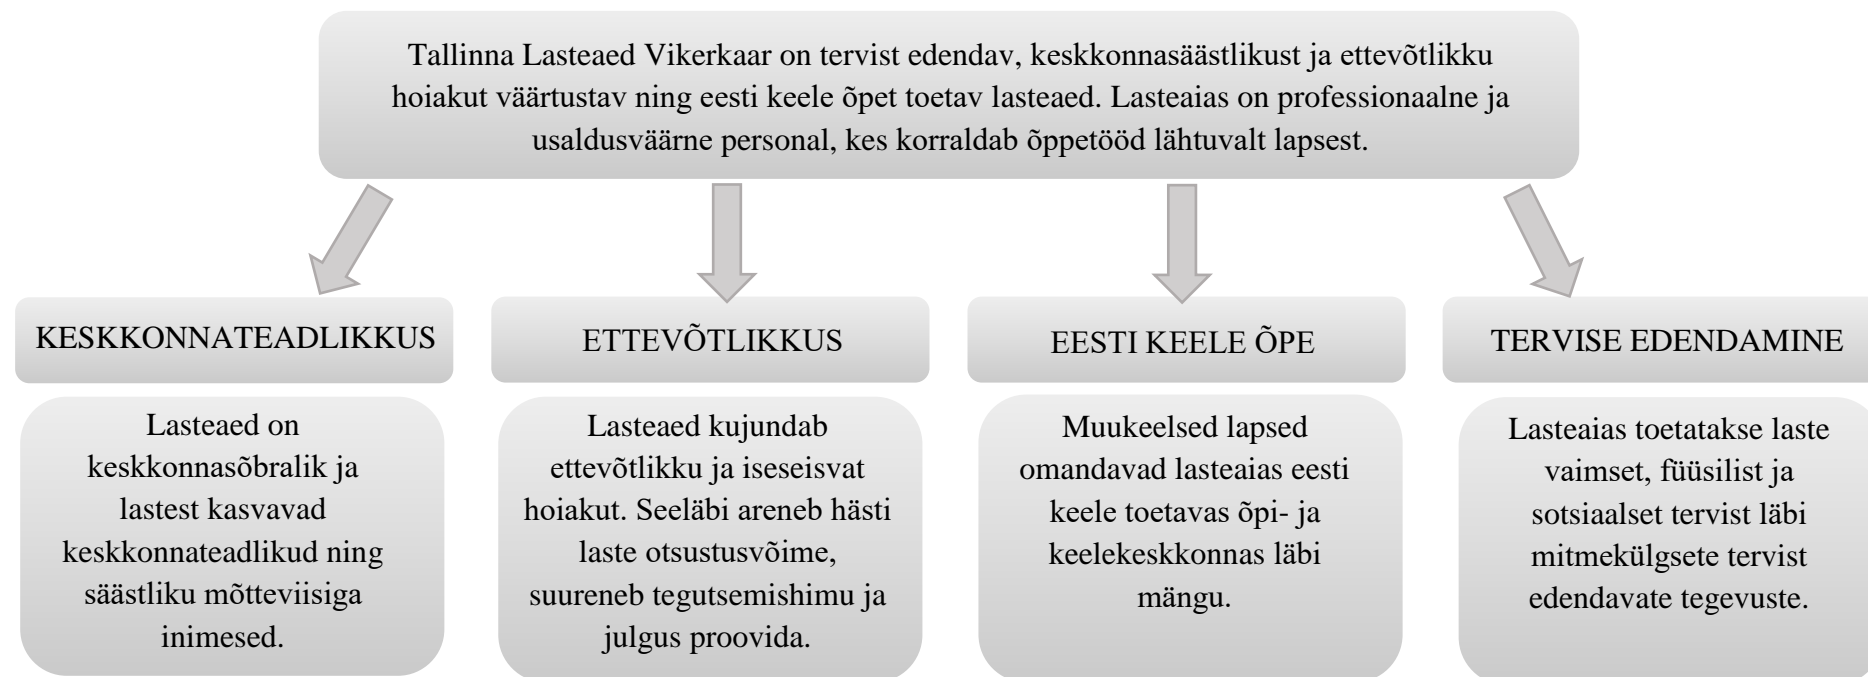 Tallinna Lasteaed Vikerkaar on tervist edendav, keskkonnasäästlikust ja ettevõtlikku
hoiakut väärtustav ning eesti keele õpet toetav lasteaed. Lasteaias on professionaalne ja
usaldusväärne personal, kes korraldab õppetööd lähtuvalt lapsest.
KESKKONNATEADLIKKUS
Lasteaed on
keskkonnasõbralik ja
lastest kasvavad
keskkonnateadlikud ning
säästliku mõtteviisiga
inimesed.
ETTEVÕTLIKKUS
Lasteaed kujundab
ettevõtlikku ja iseseisvat
hoiakut. Seeläbi areneb hästi
laste otsustusvõime,
suureneb tegutsemishimu ja
julgus proovida.
EESTI KEELE ÕPE
Muukeelsed lapsed
omandavad lasteaias eesti
keele toetavas õpi- ja
keelekeskkonnas läbi
mängu.
TERVISE EDENDAMINE
Lasteaias toetatakse laste
vaimset, füüsilist ja
sotsiaalset tervist läbi
mitmekülgsete tervist
edendavate tegevuste.